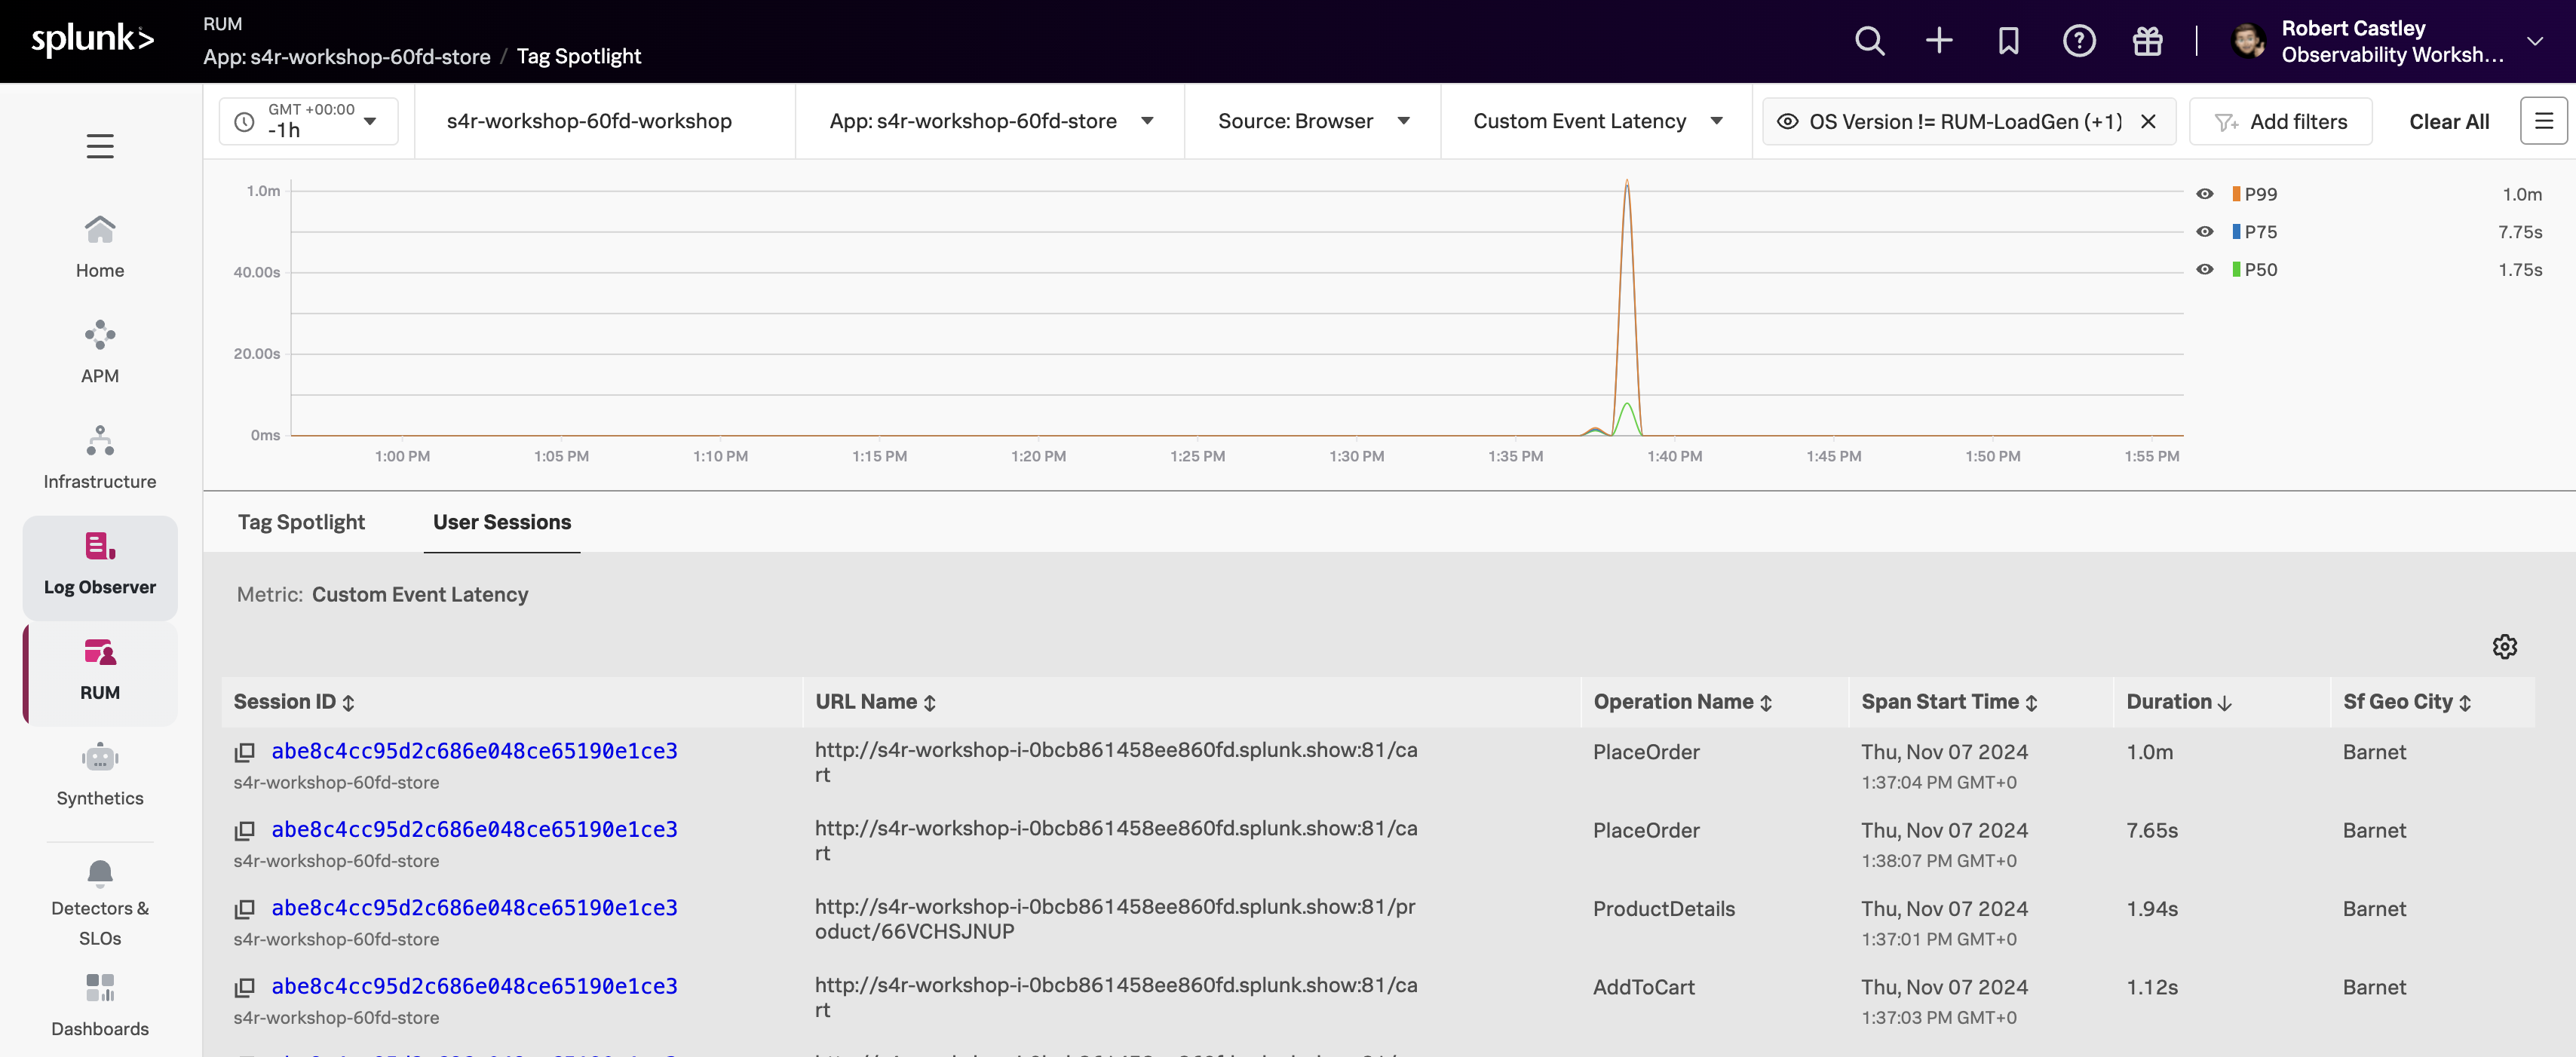 splunk>
RUM
App: s4r-workshop-60fd-store / Tag Spotlight
Robert Castley
Observability Worksh...
GMT +00:00
-1h
s4r-workshop-60fd-workshop
App: s4r-workshop-60fd-store
Source: Browser
Custom Event Latency
OS Version != RUM-LoadGen (+1)
Add filters
Clear All
Home
APM
Infrastructure
Log Observer
RUM
Synthetics
Detectors &
SLOs
Dashboards
1.0m
40.00s
20.00s
0ms
1:00 PM 1:05 PM 1:10 PM 1:15 PM 1:20 PM 1:25 PM 1:30 PM 1:35 PM 1:40 PM 1:45 PM 1:50 PM 1:55 PM
P99 1.0m
P75 7.75s
P50 1.75s
Tag Spotlight User Sessions
Metric: Custom Event Latency
Session ID URL Name Operation Name Span Start Time Duration Sf Geo City
abe8c4cc95d2c686e048ce65190e1ce3 http://s4r-workshop-i-0bcb861458ee860fd.splunk.show:81/ca PlaceOrder Thu, Nov 07 2024 1.0m Barnet
s4r-workshop-60fd-store rt 1:37:04 PM GMT+0
abe8c4cc95d2c686e048ce65190e1ce3 http://s4r-workshop-i-0bcb861458ee860fd.splunk.show:81/ca PlaceOrder Thu, Nov 07 2024 7.65s Barnet
s4r-workshop-60fd-store rt 1:38:07 PM GMT+0
abe8c4cc95d2c686e048ce65190e1ce3 http://s4r-workshop-i-0bcb861458ee860fd.splunk.show:81/pr ProductDetails Thu, Nov 07 2024 1.94s Barnet
s4r-workshop-60fd-store oduct/66VCHSJNUP 1:37:01 PM GMT+0
abe8c4cc95d2c686e048ce65190e1ce3 http://s4r-workshop-i-0bcb861458ee860fd.splunk.show:81/ca AddToCart Thu, Nov 07 2024 1.12s Barnet
s4r-workshop-60fd-store rt 1:37:03 PM GMT+0